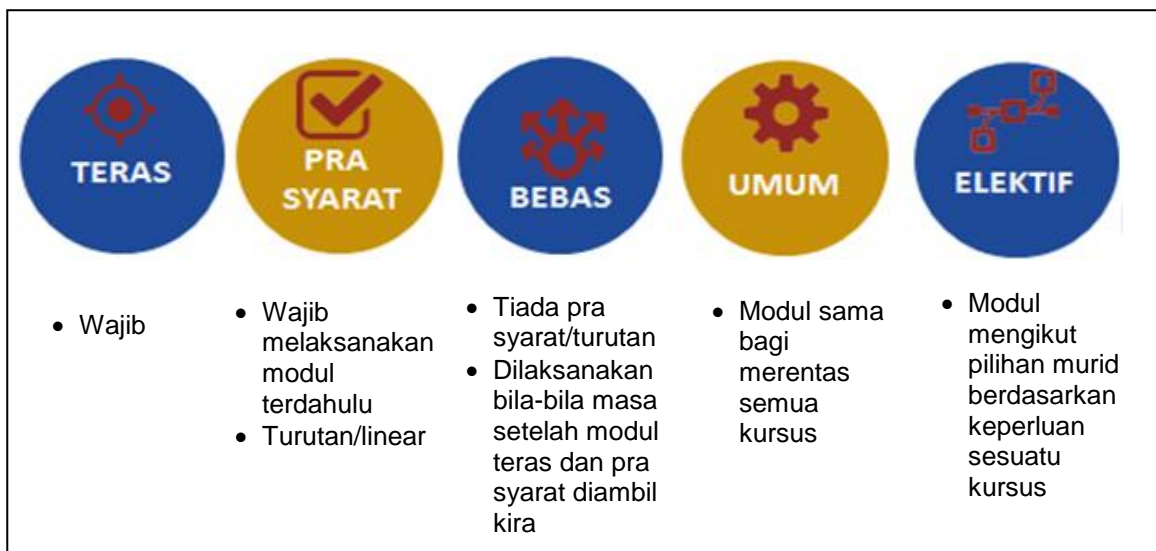 TERAS
PRA
SYARAT
BEBAS
UMUM
ELEKTIF
• Wajib
• Wajib
melaksanakan
modul
terdahulu
• Turutan/linear
• Tiada pra
syarat/turutan
• Dilaksanakan
bila-bila masa
setelah modul
teras dan pra
syarat diambil
kira
• Modul sama
bagi
merentas
semua
kursus
• Modul
mengikut
pilihan murid
berdasarkan
keperluan
sesuatu
kursus